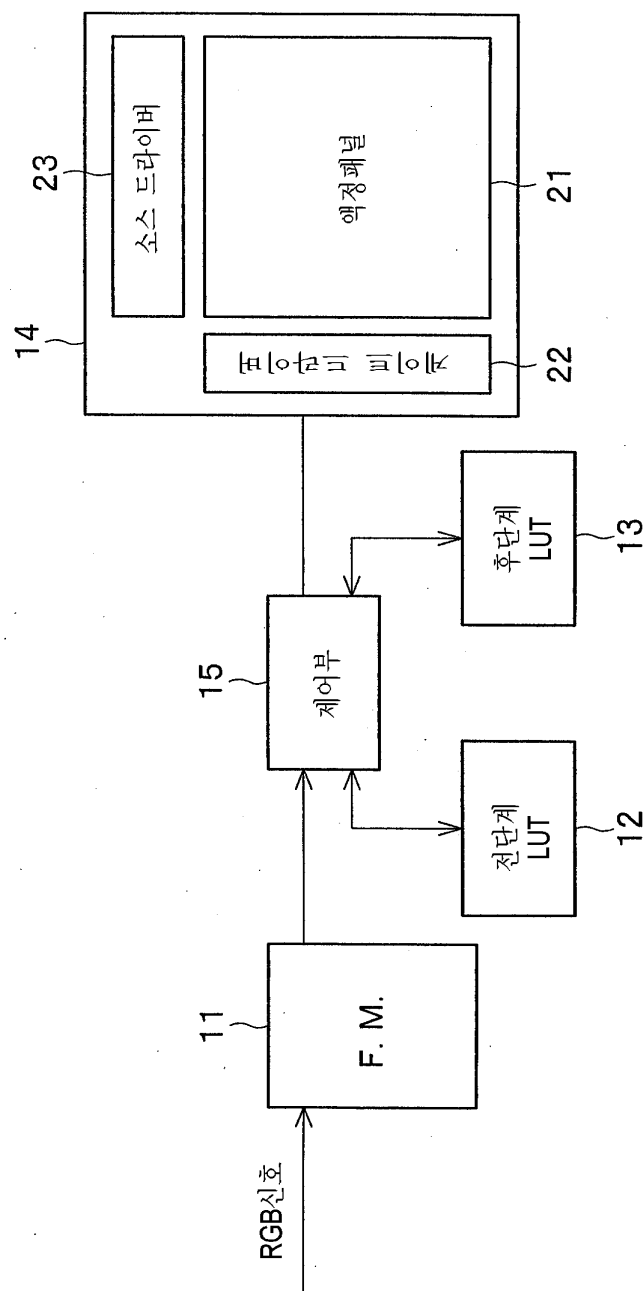 14
23
소스 드라이버
액정패널
21
게이트 드라이버
22
15
제어부
후단계
LUT
13
전단계
LUT
12
11
F. M.
RGB신호